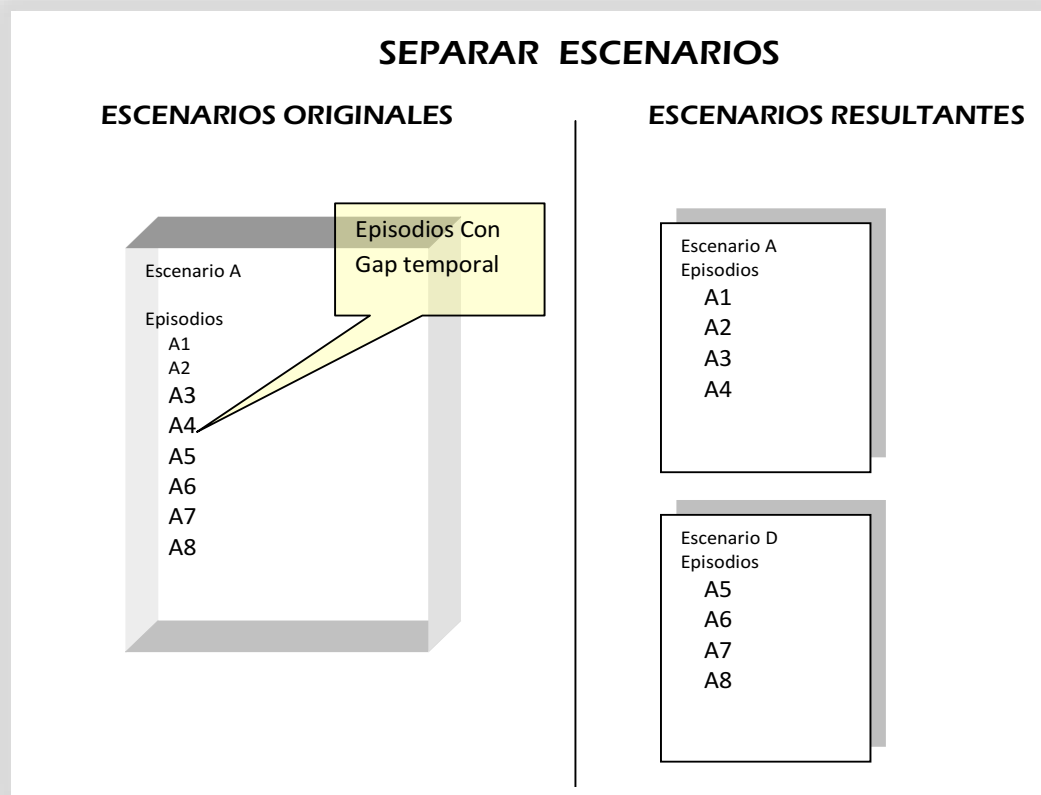 SEPARAR ESCENARIOS
ESCENARIOS ORIGINALES
Episodios Con
Gap temporal
Escenario A
Episodios
A1
A2
A3
A4
A5
A6
A7
A8
ESCENARIOS RESULTANTES
Escenario A
Episodios
A1
A2
A3
A4
Escenario D
Episodios
A5
A6
A7
A8